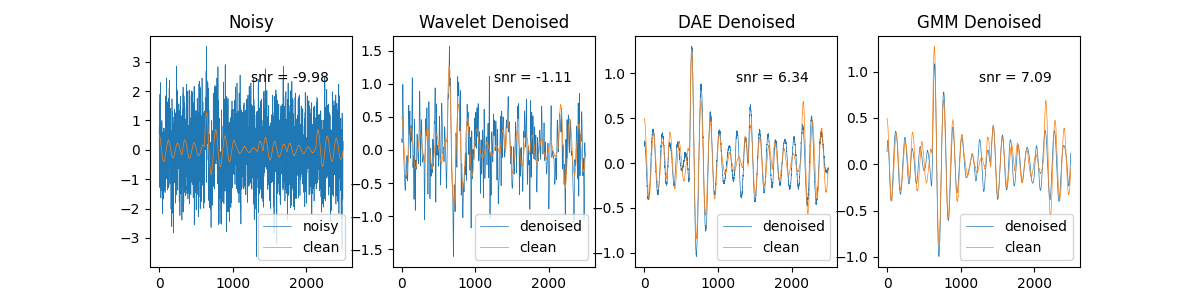 Noisy
3
2
1
0
−1
−2
−3
snr = -9.98
noisy
clean
0
1000
2000
Wavelet Denoised
1.5
1.0
0.5
0.0
−0.5
−1.0
−1.5
snr = -1.11
denoised
clean
0
1000
2000
DAE Denoised
1.0
0.5
0.0
−0.5
−1.0
snr = 6.34
denoised
clean
0
1000
2000
GMM Denoised
1.0
0.5
0.0
−0.5
−1.0
snr = 7.09
denoised
clean
0
1000
2000